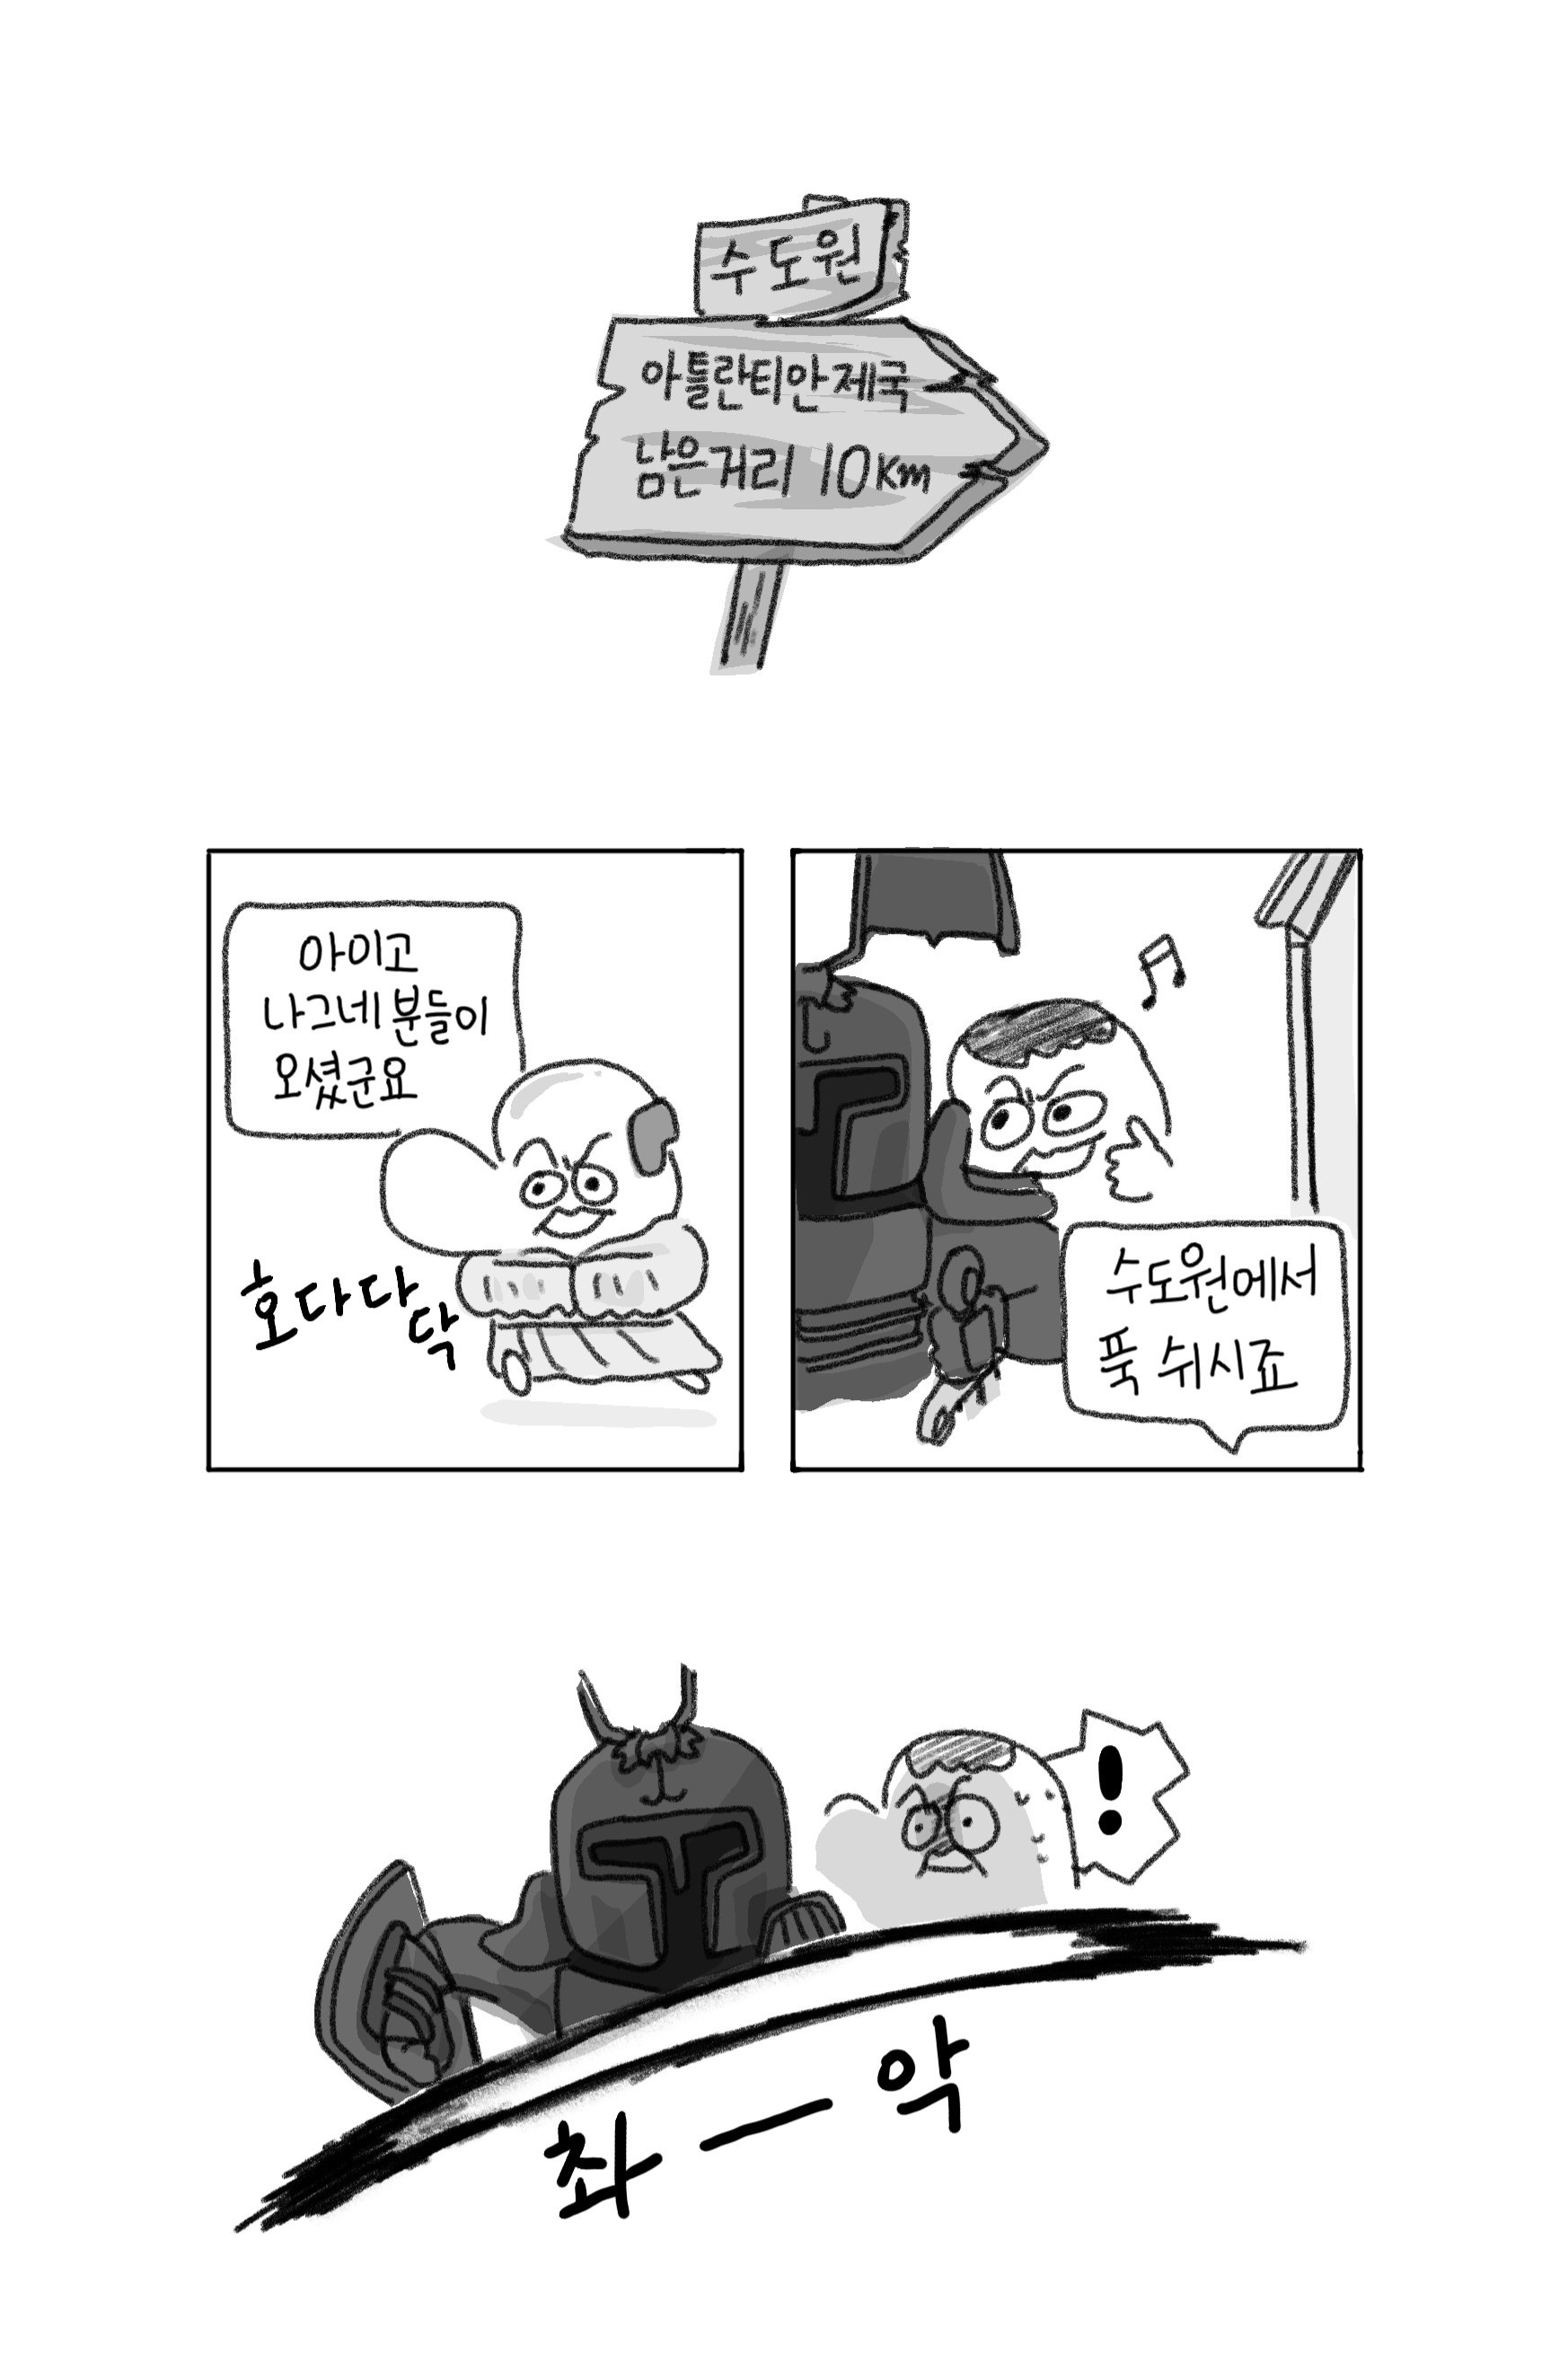 수도원
아틀란티안 제국
남은거리 10km
아이고
나그네 분들이
오셨군요
호다다
닥
수도원에서
푹 쉬시죠
!
촤ㅡ악